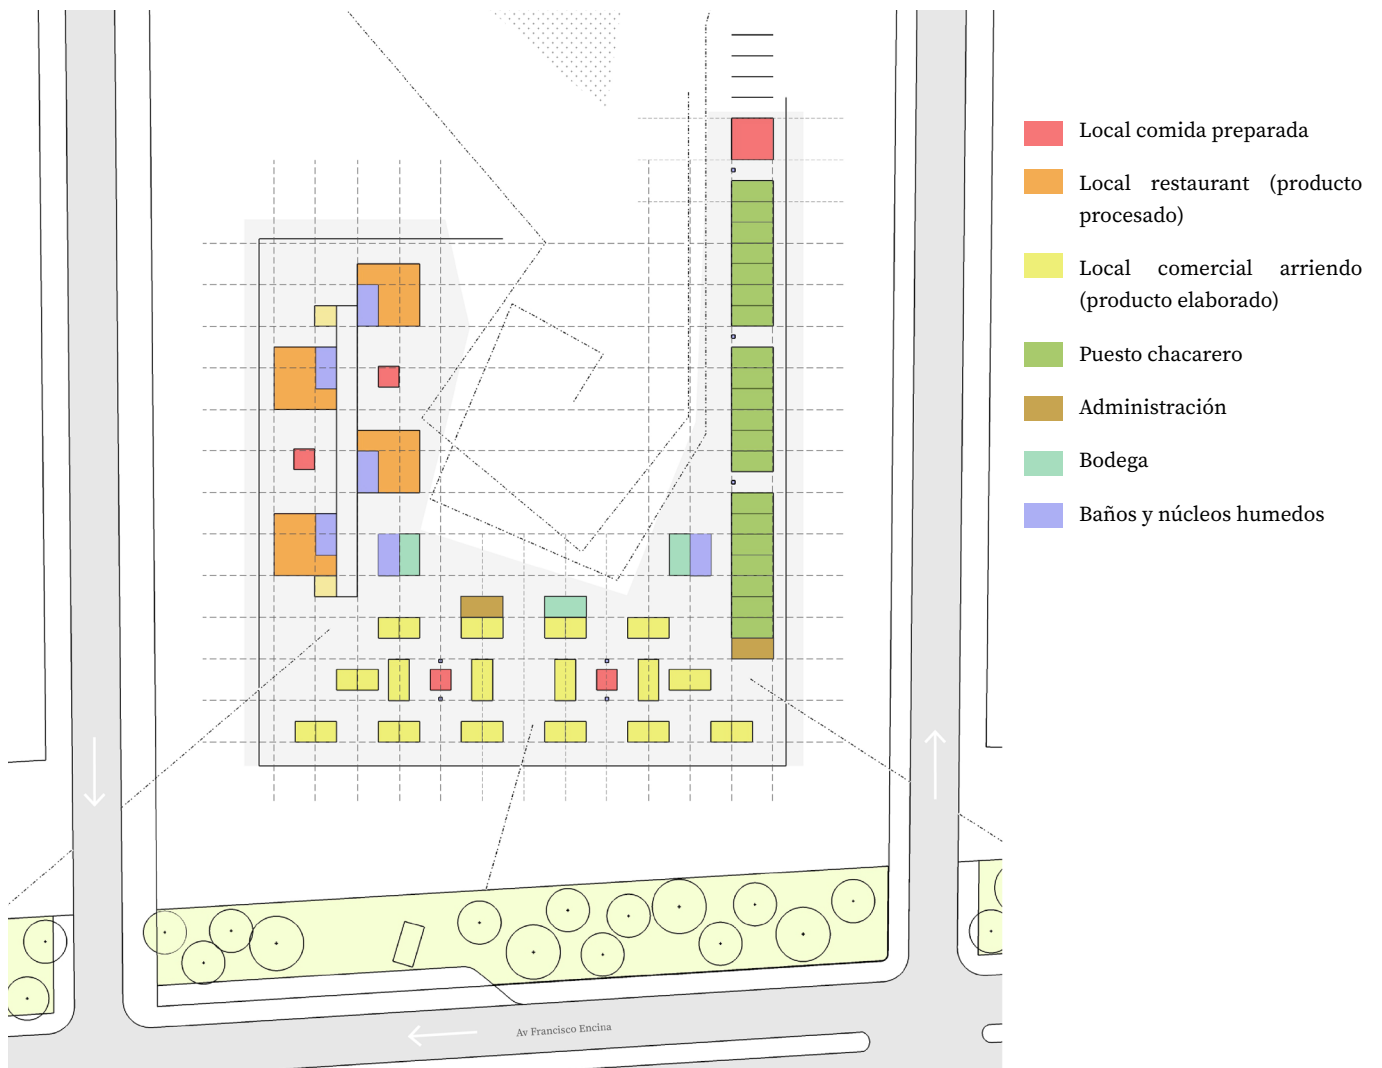 Local comida preparada
Local restaurant (producto
procesado)
Local comercial arriendo
(producto elaborado)
Puesto chacarero
Administración
Bodega
Baños y núcleos humedos
Av Francisco Encina